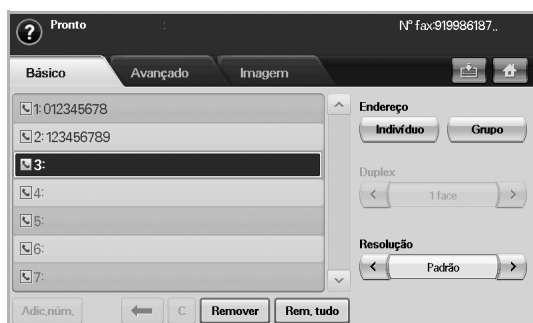 ? Pronto : Nº fax:919986187..
Básico Avançado Imagem
1: 012345678
2: 123456789
3:
4:
5:
6:
7:
Adic.núm. C Remover Rem. tudo
Endereço
Indivíduo Grupo
Duplex
< 1 face >
Resolução
< Padrão >